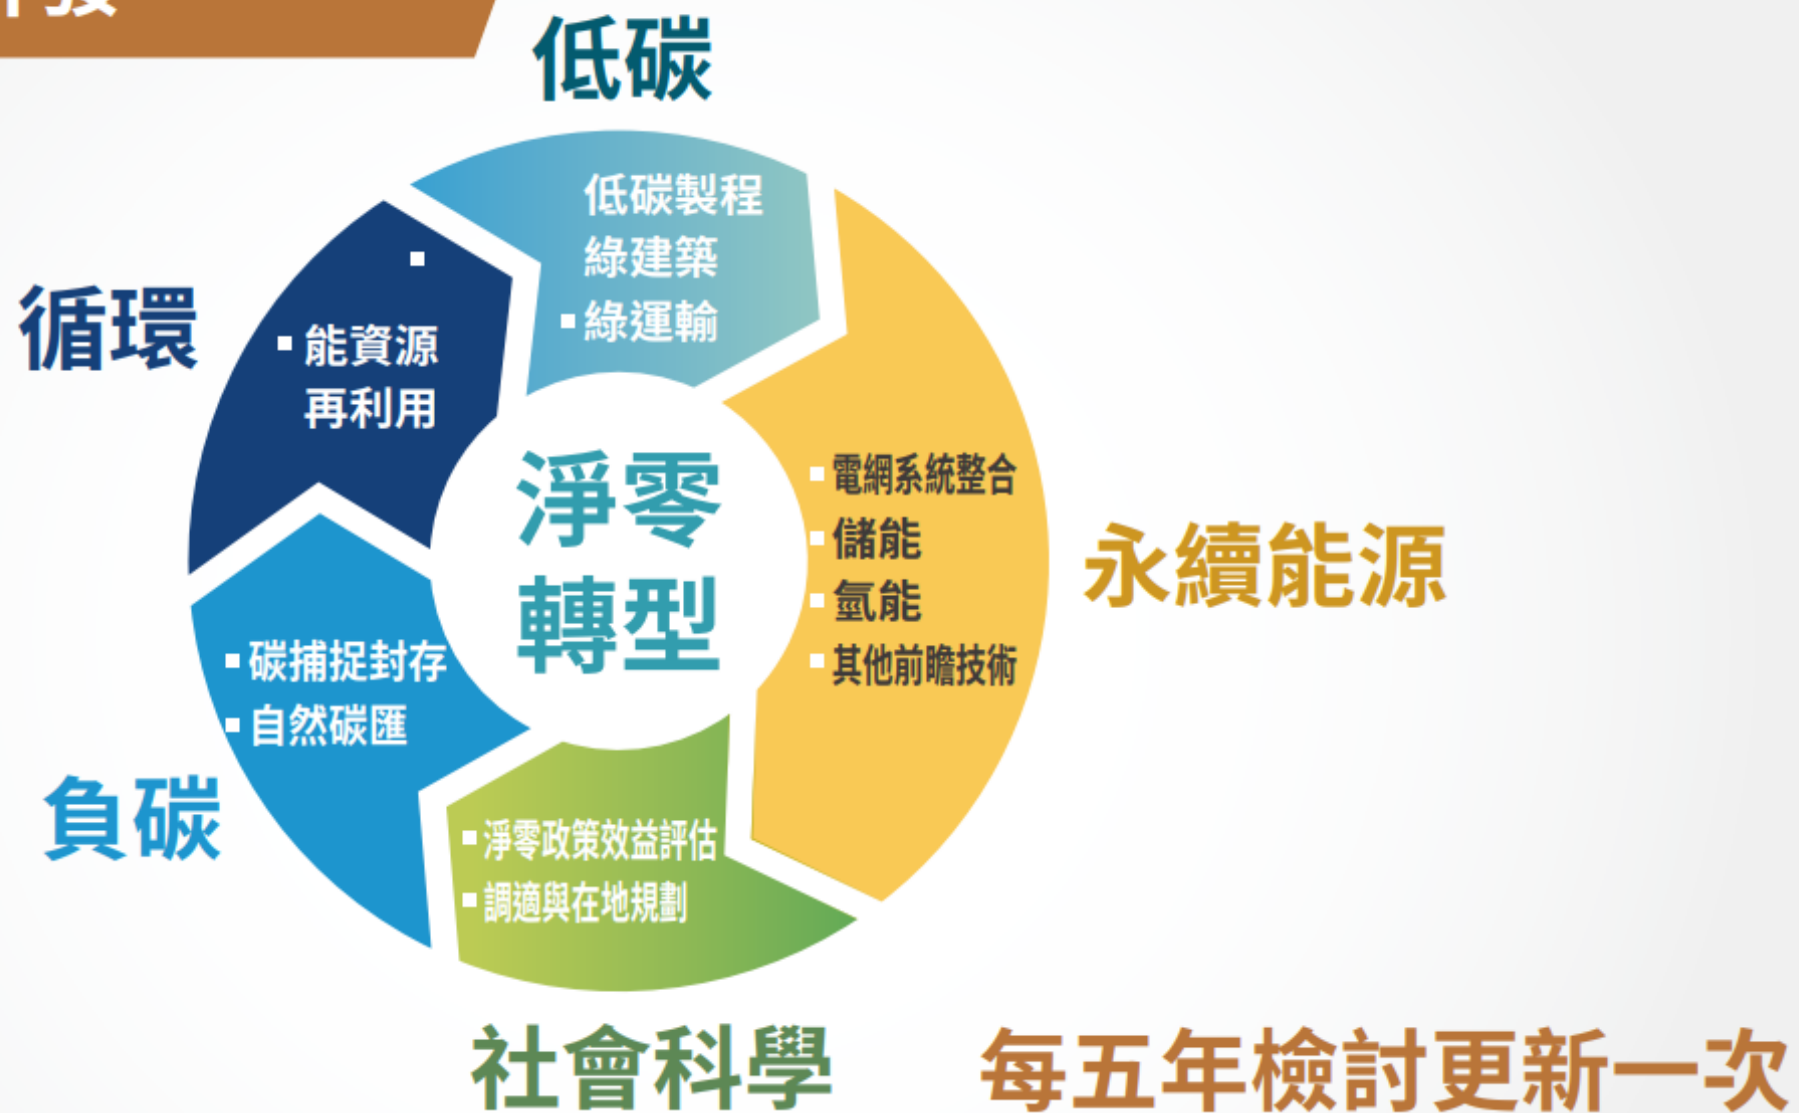 低碳
低碳製程
綠建築
▪綠運輸
循環
▪
▪能資源
再利用
淨零
轉型
▪電網系統整合
▪儲能
▪氫能
▪其他前瞻技術
永續能源
▪碳捕捉封存
▪自然碳匯
負碳
▪淨零政策效益評估
▪調適與在地規劃
社會科學
每五年檢討更新一次